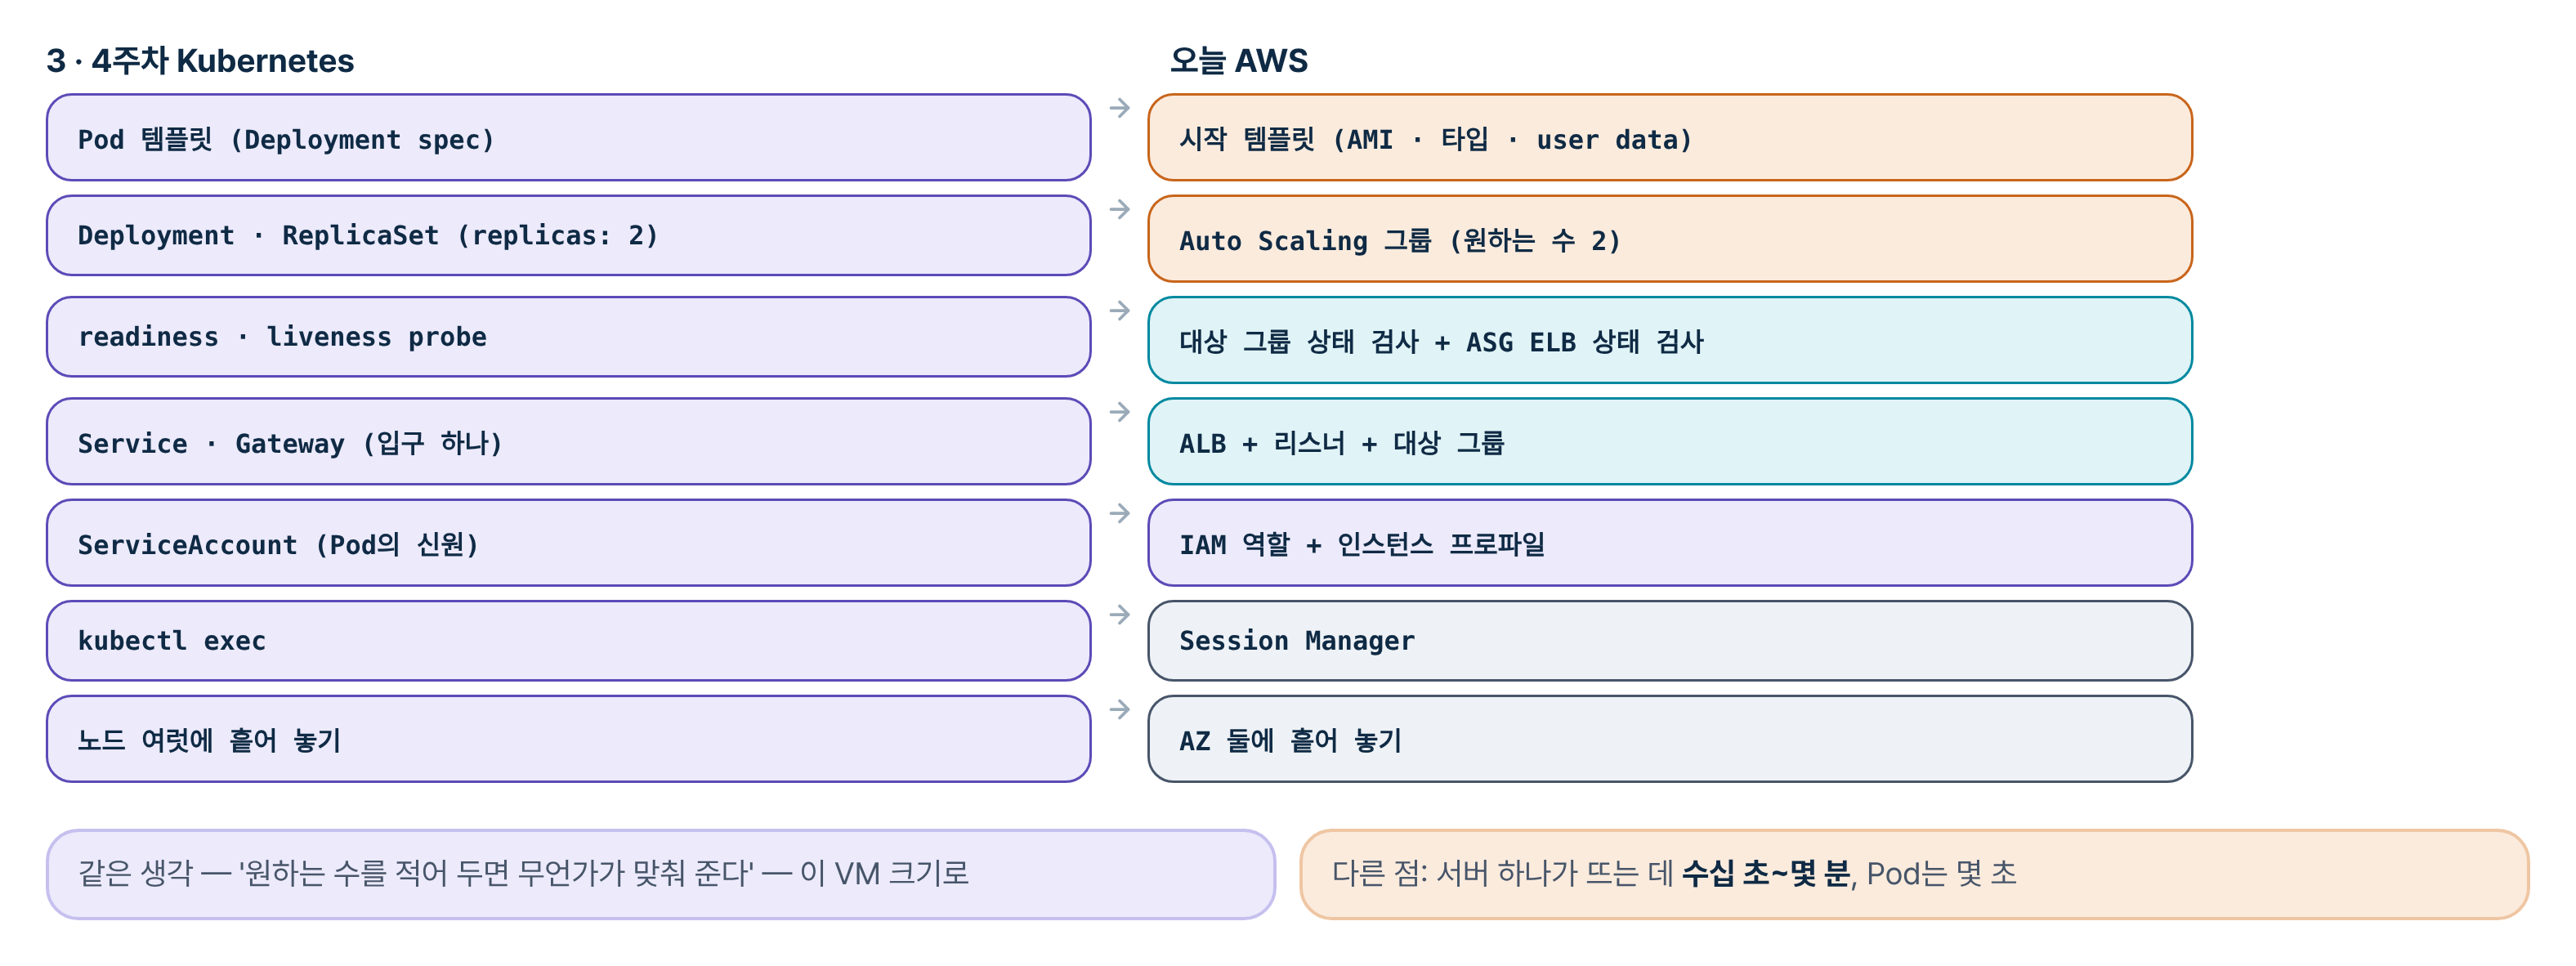 3 · 4주차 Kubernetes
오늘 AWS
Pod 템플릿 (Deployment spec)
→
시작 템플릿 (AMI · 타입 · user data)
Deployment · ReplicaSet (replicas: 2)
→
Auto Scaling 그룹 (원하는 수 2)
readiness · liveness probe
→
대상 그룹 상태 검사 + ASG ELB 상태 검사
Service · Gateway (입구 하나)
→
ALB + 리스너 + 대상 그룹
ServiceAccount (Pod의 신원)
→
IAM 역할 + 인스턴스 프로파일
kubectl exec
→
Session Manager
노드 여럿에 흩어 놓기
→
AZ 둘에 흩어 놓기
같은 생각 — '원하는 수를 적어 두면 무언가가 맞춰 준다' — 이 VM 크기로
다른 점: 서버 하나가 뜨는 데 수십 초~몇 분, Pod는 몇 초